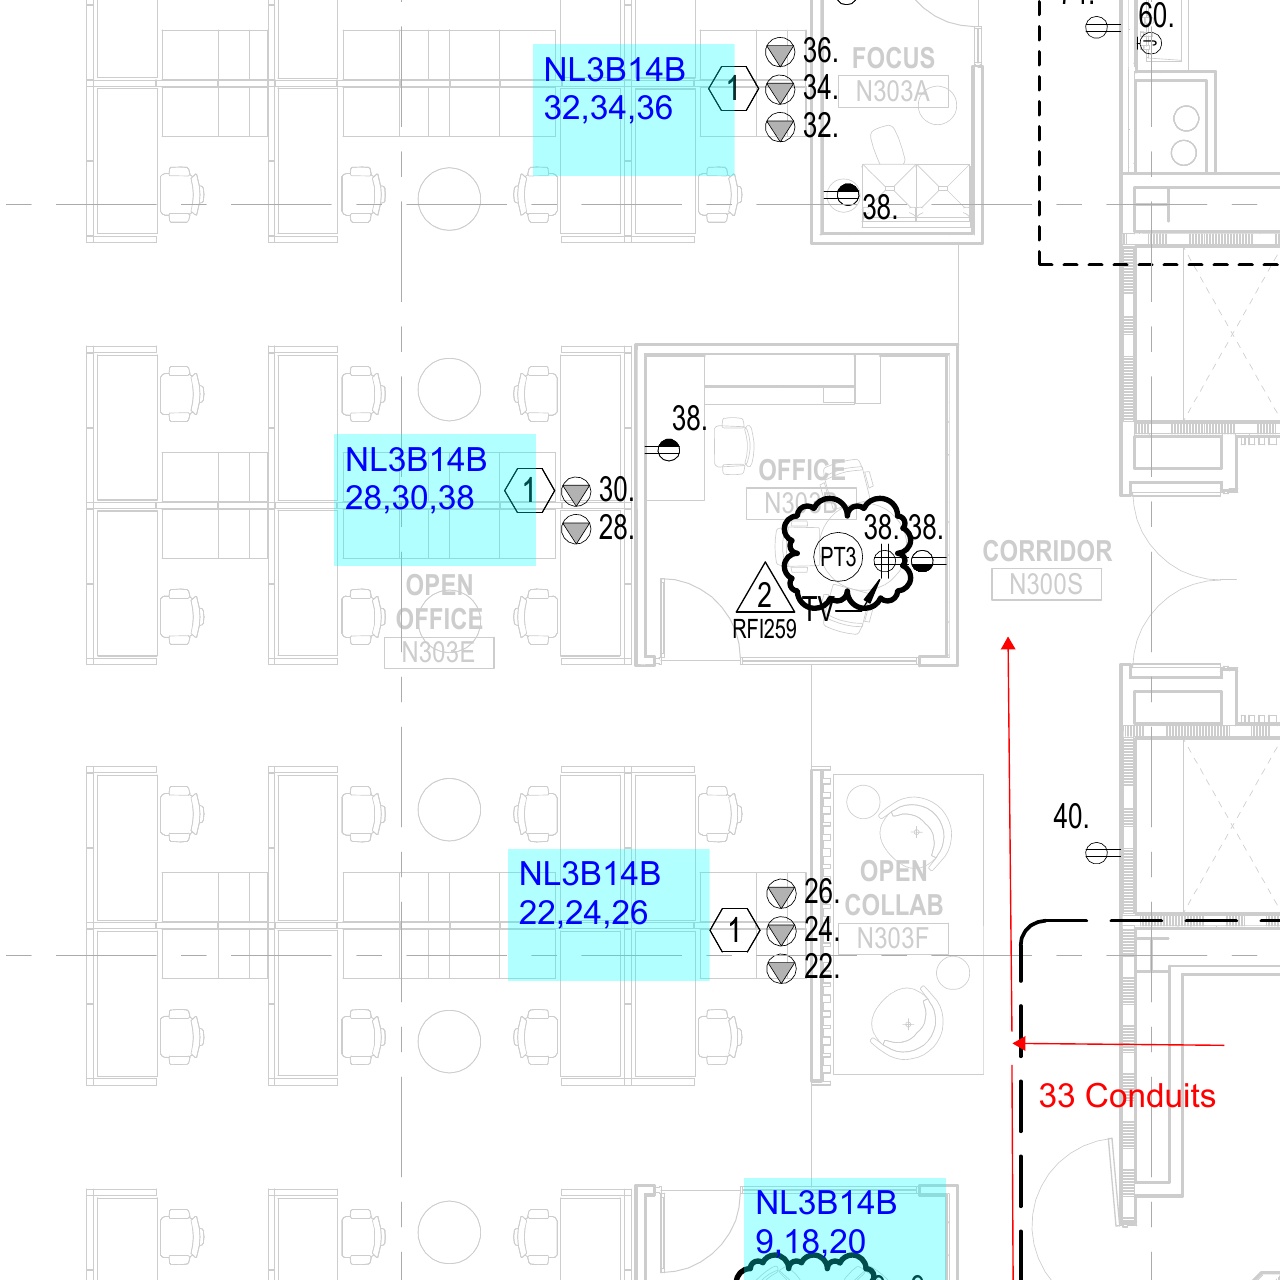 60.
NL3B14B
32,34,36
1
36.
34.
32.
FOCUS
N303A
38.
38.
NL3B14B
28,30,38
1
30.
28.
OFFICE
N303B
38.
38.
PT3
TV
2
RFI259
CORRIDOR
N300S
OPEN
OFFICE
N303E
40.
NL3B14B
22,24,26
1
26.
24.
22.
OPEN
COLLAB
N303F
33 Conduits
NL3B14B
9,18,20